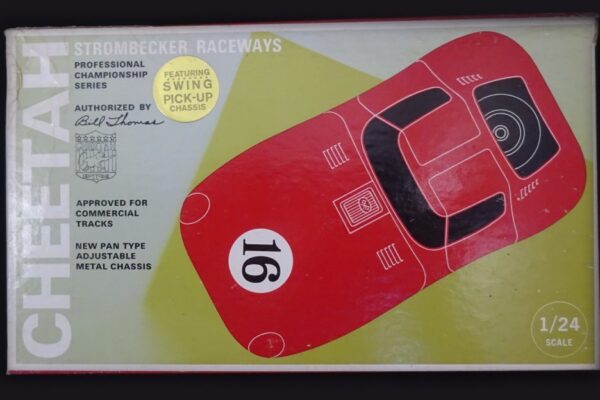 CHEETAH
STROMBECKER RACEWAYS
PROFESSIONAL
CHAMPIONSHIP
SERIES
FEATURING
SWING
PICK-UP
CHASSIS
AUTHORIZED BY
Bill Thomas
APPROVED FOR
COMMERCIAL
TRACKS
NEW PAN TYPE
ADJUSTABLE
METAL CHASSIS
16
1/24
SCALE